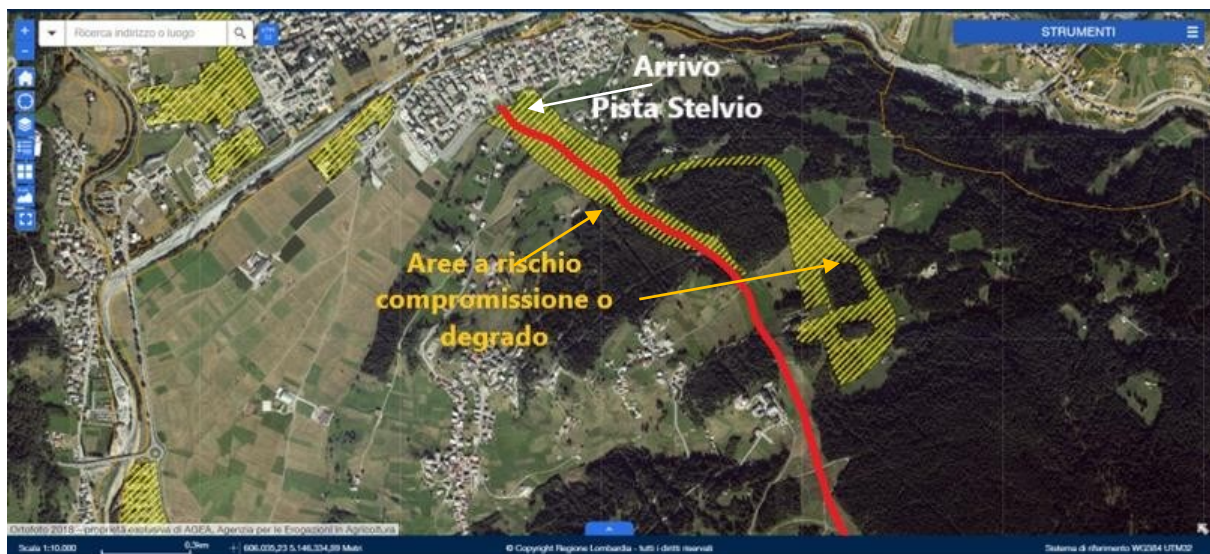 Ricerca indirizzo o luogo
STRUMENTI
Arrivo
Pista Stelvio
Aree a rischio
compromissione o
degrado
Ortofoto 2018 - proprietà esclusiva di AGEA, Agenzia per le Erogazioni in Agricoltura
Scala 1:10.000
0,3km
606.035,23 5.146.334,89 Metri
© Copyright Regione Lombardia - tutti i diritti riservati
Sistema di riferimento WGS84 UTM32